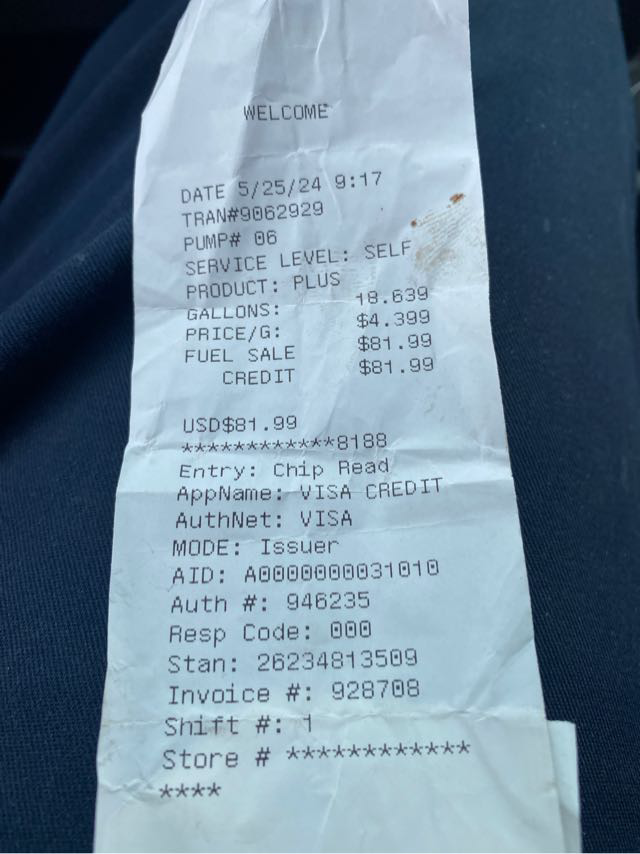 WELCOME
DATE 5/25/24 9:17
TRAN#9062929
PUMP# 06
SERVICE LEVEL: SELF
PRODUCT: PLUS
GALLONS: 18.639
PRICE/G: $4.399
FUEL SALE $81.99
CREDIT $81.99
USD$81.99
************8188
Entry: Chip Read
AppName: VISA CREDIT
AuthNet: VISA
MODE: Issuer
AID: A0000000031010
Auth #: 946235
Resp Code: 000
Stan: 26234813509
Invoice #: 928708
Shift #: 1
Store # ************
****